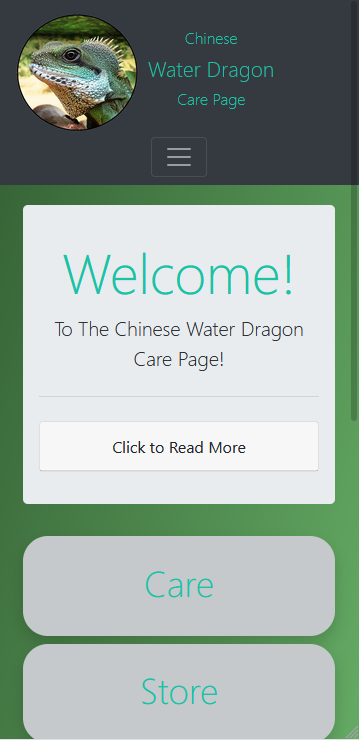 Chinese
Water Dragon
Care Page
Welcome!
To The Chinese Water Dragon
Care Page!
Click to Read More
Care
Store